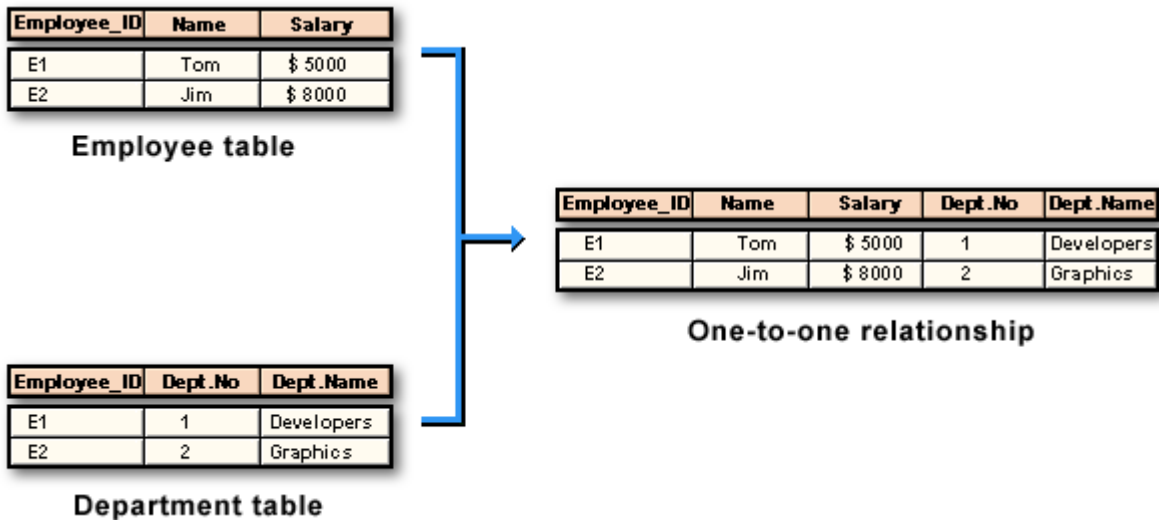 Employee_ID Name Salary
E1 Tom $ 5000
E2 Jim $ 8000
Employee table
Employee_ID Name Salary Dept.No Dept.Name
E1 Tom $ 5000 1 Developers
E2 Jim $ 8000 2 Graphics
One-to-one relationship
Employee_ID Dept.No Dept.Name
E1 1 Developers
E2 2 Graphics
Department table